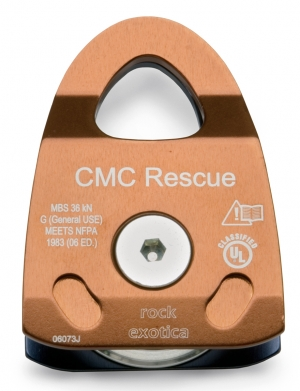 CMC Rescue
MBS 36 kN
G (General USE)
MEETS NFPA
1983 (06 ED.)
CLASSIFIED
UL
rock
exotica
06073J